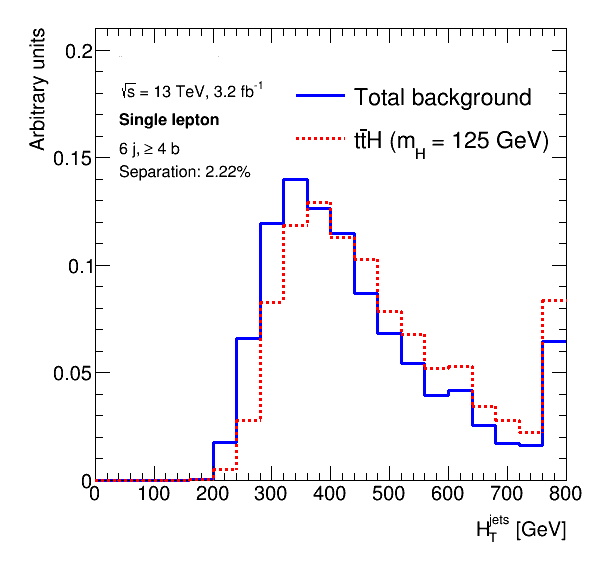 Arbitrary units
0.2
0.15
0.1
0.05
0
√s = 13 TeV, 3.2 fb⁻¹
Single lepton
6 j, ≥ 4 b
Separation: 2.22%
Total background
tt̄H (m_H = 125 GeV)
0 100 200 300 400 500 600 700 800
H_T^jets [GeV]